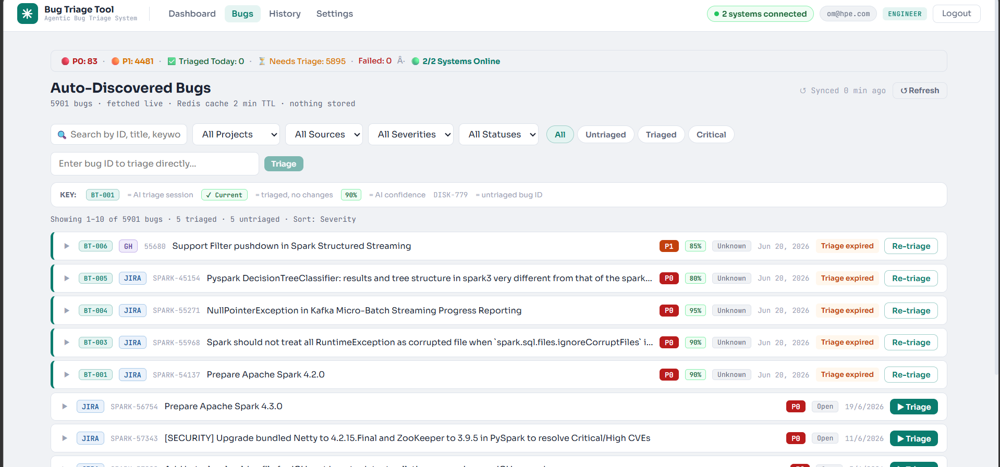 Bug Triage Tool
Agentic Bug Triage System
Dashboard Bugs History Settings
2 systems connected om@hpe.com ENGINEER Logout
P0: 83 · P1: 4481 · ✅ Triaged Today: 0 · ⏳ Needs Triage: 5895 · Failed: 0 Â· 2/2 Systems Online
Auto-Discovered Bugs
5901 bugs · fetched live · Redis cache 2 min TTL · nothing stored
↺ Synced 0 min ago ↺ Refresh
🔍 Search by ID, title, keywo All Projects All Sources All Severities All Statuses All Untriaged Triaged Critical
Enter bug ID to triage directly... Triage
KEY: BT-001 = AI triage session ✓ Current = triaged, no changes 90% = AI confidence DISK-779 = untriaged bug ID
Showing 1–10 of 5901 bugs · 5 triaged · 5 untriaged · Sort: Severity
▶ BT-006 GH 55680 Support Filter pushdown in Spark Structured Streaming P1 85% Unknown Jun 20, 2026 Triage expired Re-triage
▶ BT-005 JIRA SPARK-45154 Pyspark DecisionTreeClassifier: results and tree structure in spark3 very different from that of the spark... P0 80% Unknown Jun 20, 2026 Triage expired Re-triage
▶ BT-004 JIRA SPARK-55271 NullPointerException in Kafka Micro-Batch Streaming Progress Reporting P0 95% Unknown Jun 20, 2026 Triage expired Re-triage
▶ BT-003 JIRA SPARK-55968 Spark should not treat all RuntimeException as corrupted file when `spark.sql.files.ignoreCorruptFiles` i... P0 90% Unknown Jun 20, 2026 Triage expired Re-triage
▶ BT-001 JIRA SPARK-54137 Prepare Apache Spark 4.2.0 P0 90% Unknown Jun 20, 2026 Triage expired Re-triage
▶ JIRA SPARK-56754 Prepare Apache Spark 4.3.0 P0 Open 19/6/2026 ▶ Triage
▶ JIRA SPARK-57343 [SECURITY] Upgrade bundled Netty to 4.2.15.Final and ZooKeeper to 3.9.5 in PySpark to resolve Critical/High CVEs P0 Open 11/6/2026 ▶ Triage